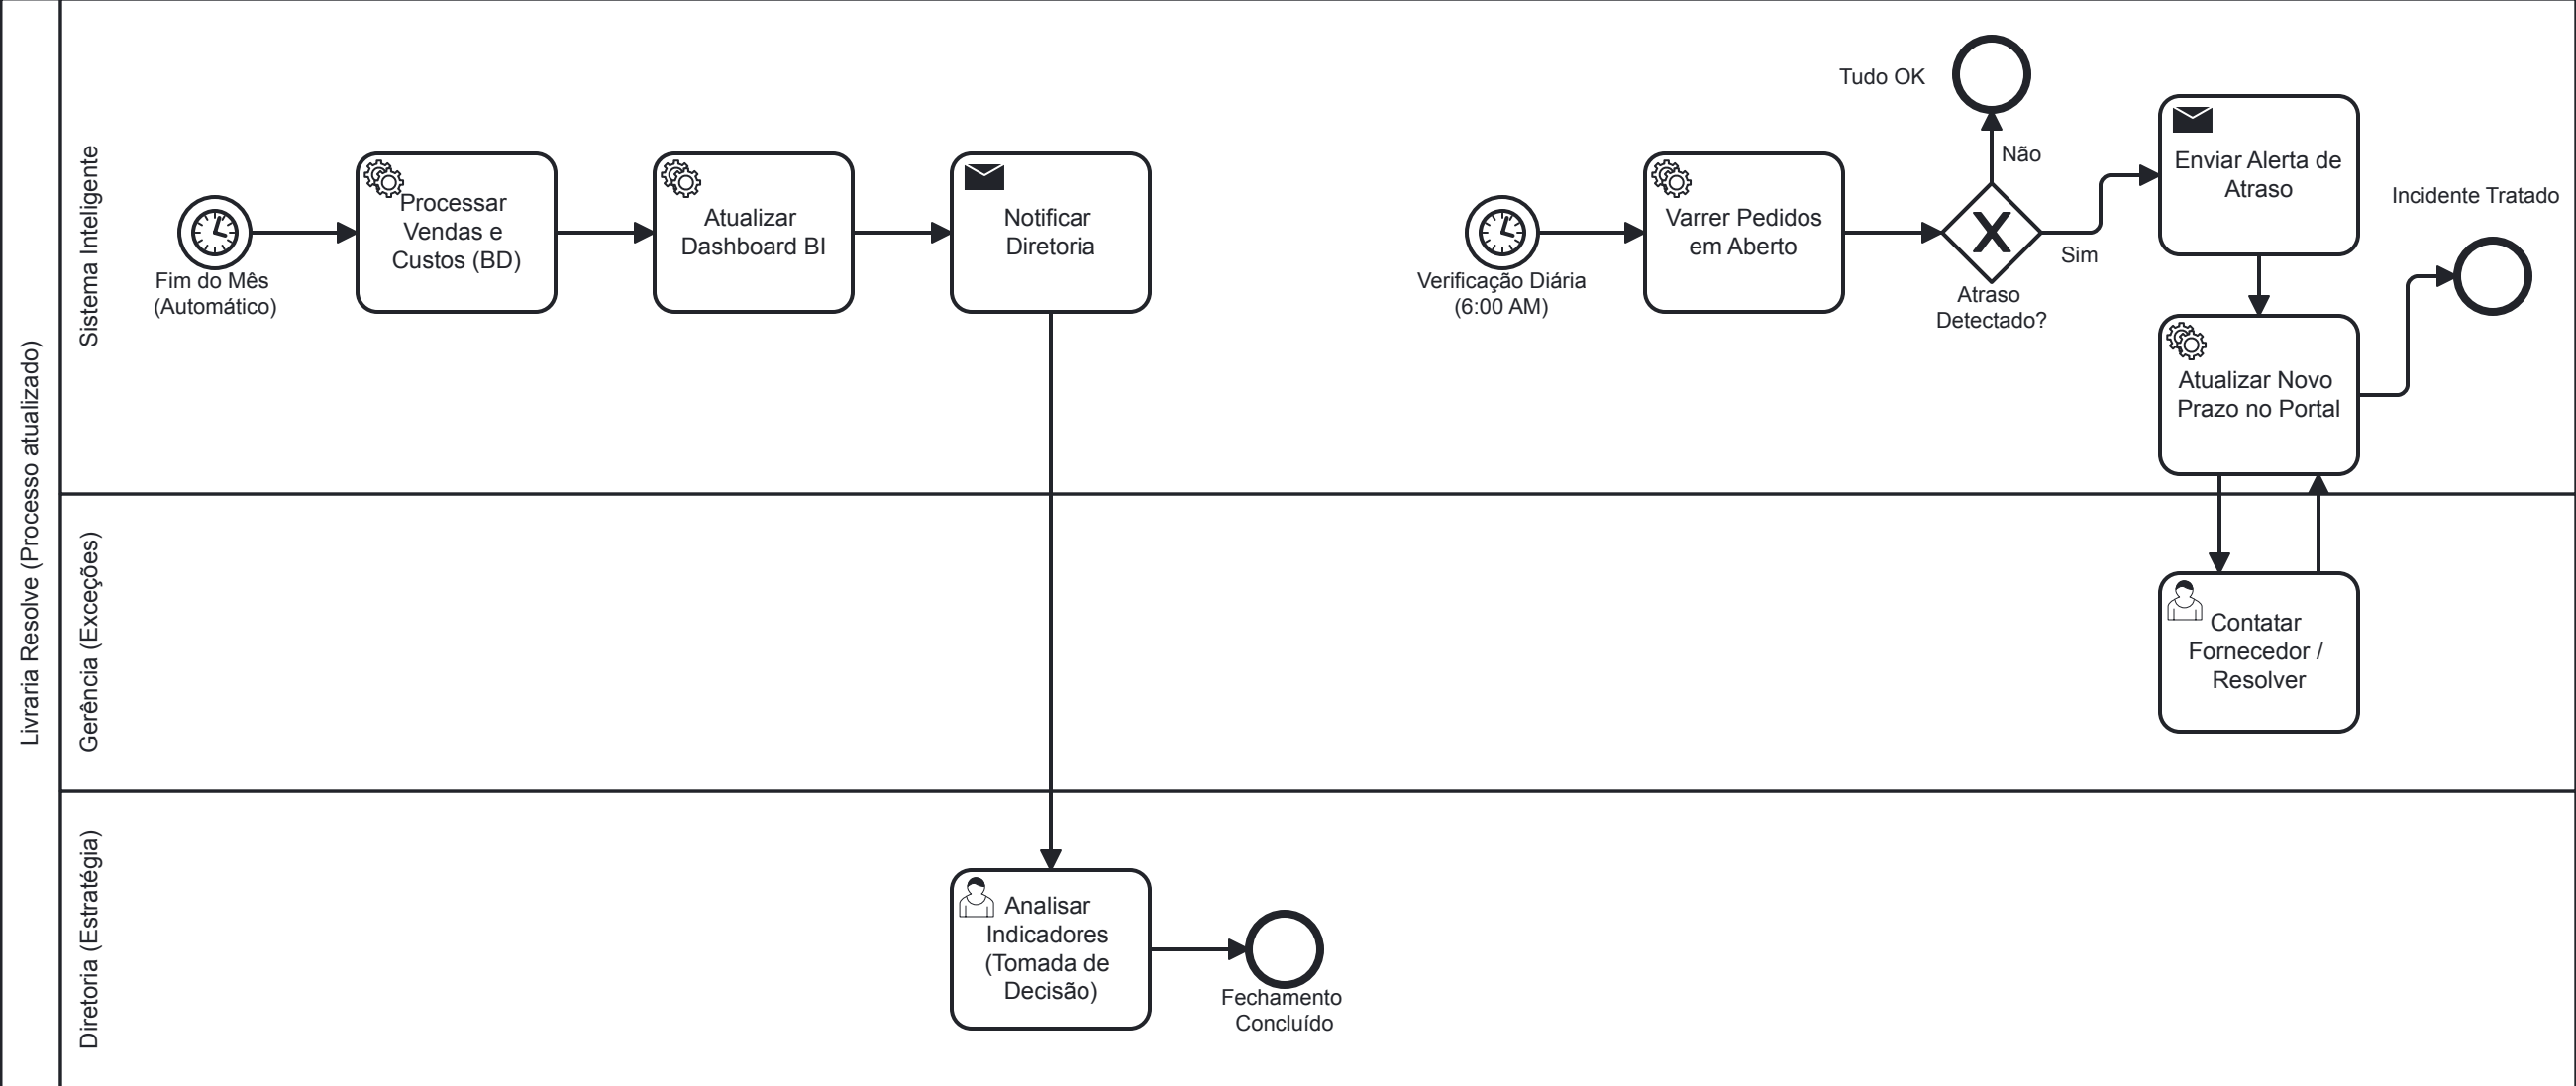 Livraria Resolve (Processo atualizado)
Sistema Inteligente
Fim do Mês
(Automático)
Processar
Vendas e
Custos (BD)
Atualizar
Dashboard BI
Notificar
Diretoria
Verificação Diária
(6:00 AM)
Varrer Pedidos
em Aberto
Atraso
Detectado?
Não
Tudo OK
Sim
Enviar Alerta de
Atraso
Atualizar Novo
Prazo no Portal
Incidente Tratado
Gerência (Exceções)
Contatar
Fornecedor /
Resolver
Diretoria (Estratégia)
Analisar
Indicadores
(Tomada de
Decisão)
Fechamento
Concluído